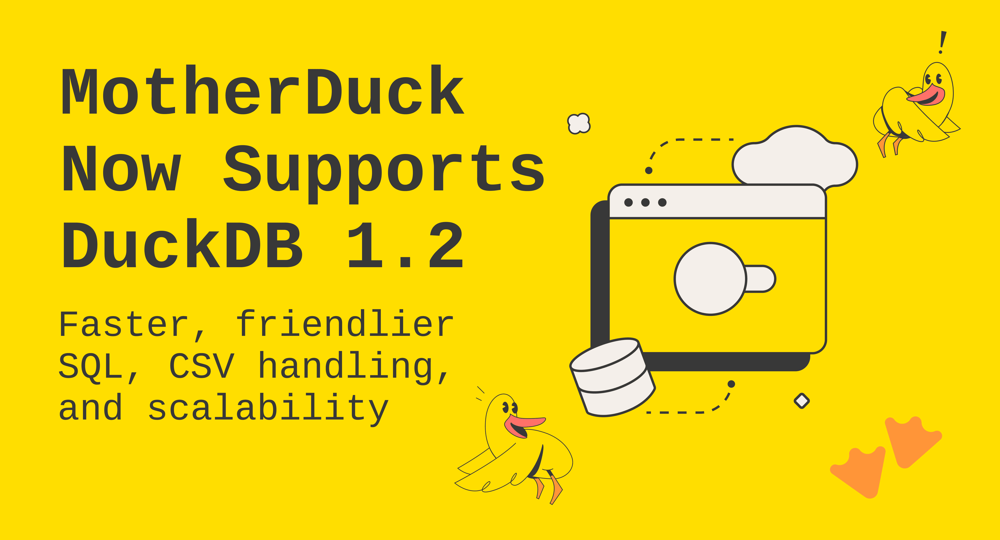 MotherDuck
Now Supports
DuckDB 1.2
Faster, friendlier
SQL, CSV handling,
and scalability
!